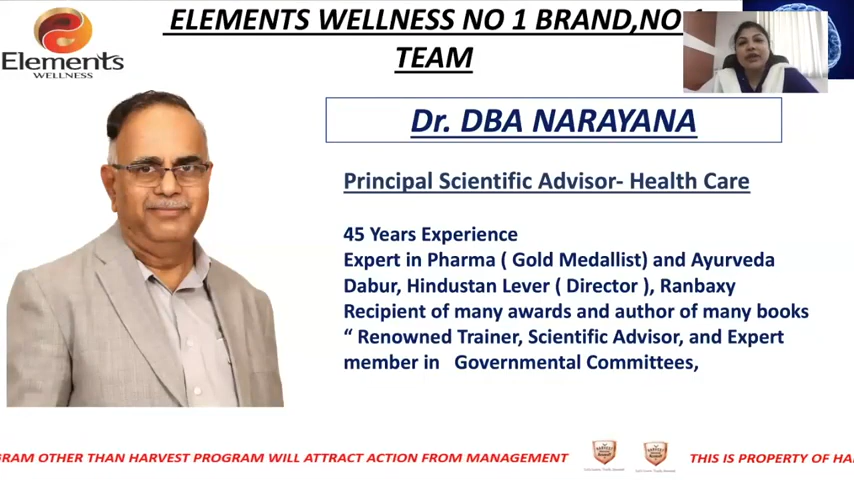 Elements
WELLNESS
ELEMENTS WELLNESS NO 1 BRAND,NO 1
TEAM
Dr. DBA NARAYANA
Principal Scientific Advisor- Health Care
45 Years Experience
Expert in Pharma ( Gold Medallist) and Ayurveda
Dabur, Hindustan Lever ( Director ), Ranbaxy
Recipient of many awards and author of many books
“ Renowned Trainer, Scientific Advisor, and Expert
member in Governmental Committees,
GRAM OTHER THAN HARVEST PROGRAM WILL ATTRACT ACTION FROM MANAGEMENT
THIS IS PROPERTY OF HA